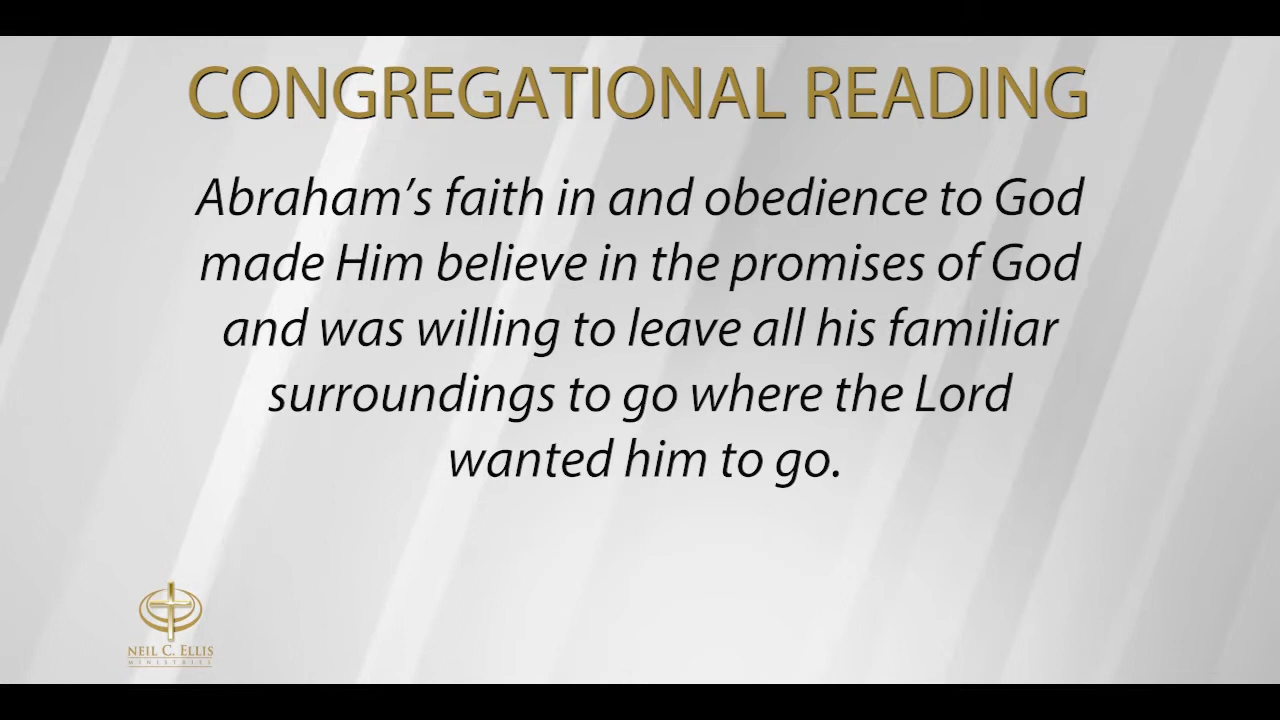 CONGREGATIONAL READING
Abraham’s faith in and obedience to God
made Him believe in the promises of God
and was willing to leave all his familiar
surroundings to go where the Lord
wanted him to go.
NEIL C. ELLIS
MINISTRIES